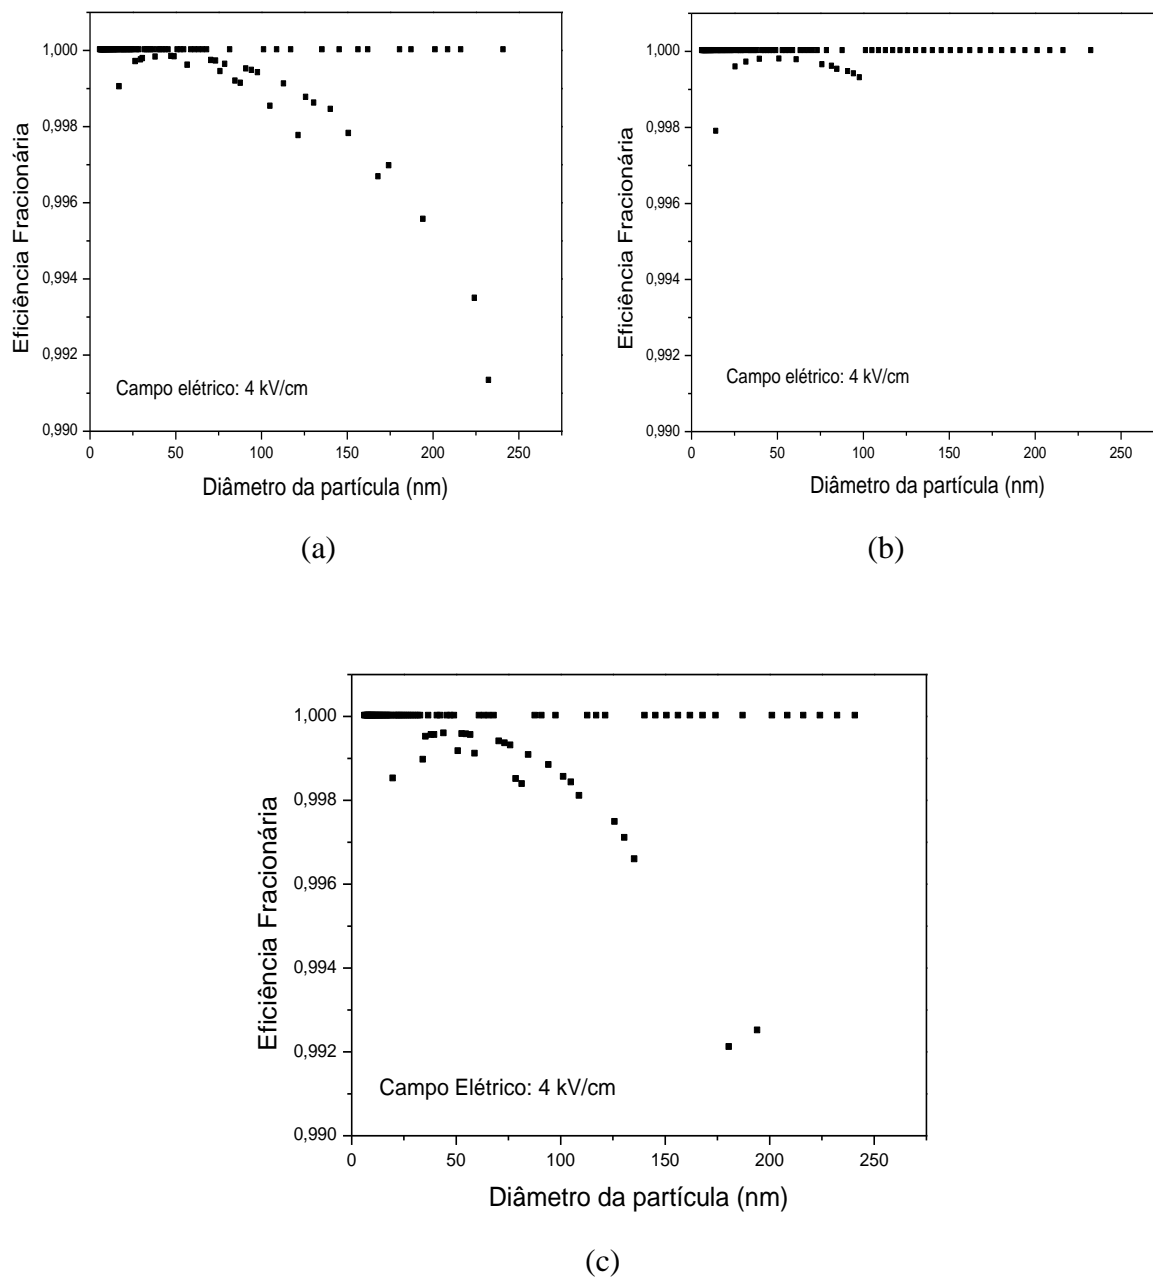 1,000
0,998
0,996
0,994
0,992
0,990
Eficiência Fracionária
Campo elétrico: 4 kV/cm
0 50 100 150 200 250
Diâmetro da partícula (nm)
(a)
1,000
0,998
0,996
0,994
0,992
0,990
Eficiência Fracionária
Campo elétrico: 4 kV/cm
0 50 100 150 200 250
Diâmetro da partícula (nm)
(b)
1,000
0,998
0,996
0,994
0,992
0,990
Eficiência Fracionária
Campo Elétrico: 4 kV/cm
0 50 100 150 200 250
Diâmetro da partícula (nm)
(c)